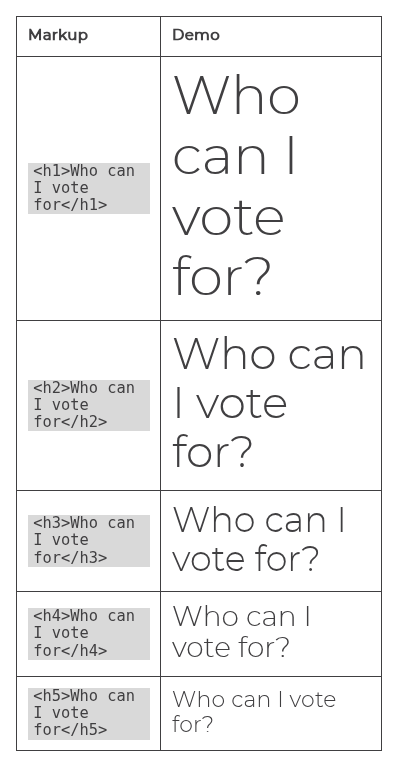 Markup
Demo
<h1>Who can
I vote
for</h1>
Who
can I
vote
for?
<h2>Who can
I vote
for</h2>
Who can
I vote
for?
<h3>Who can
I vote
for</h3>
Who can I
vote for?
<h4>Who can
I vote
for</h4>
Who can I
vote for?
<h5>Who can
I vote
for</h5>
Who can I vote
for?